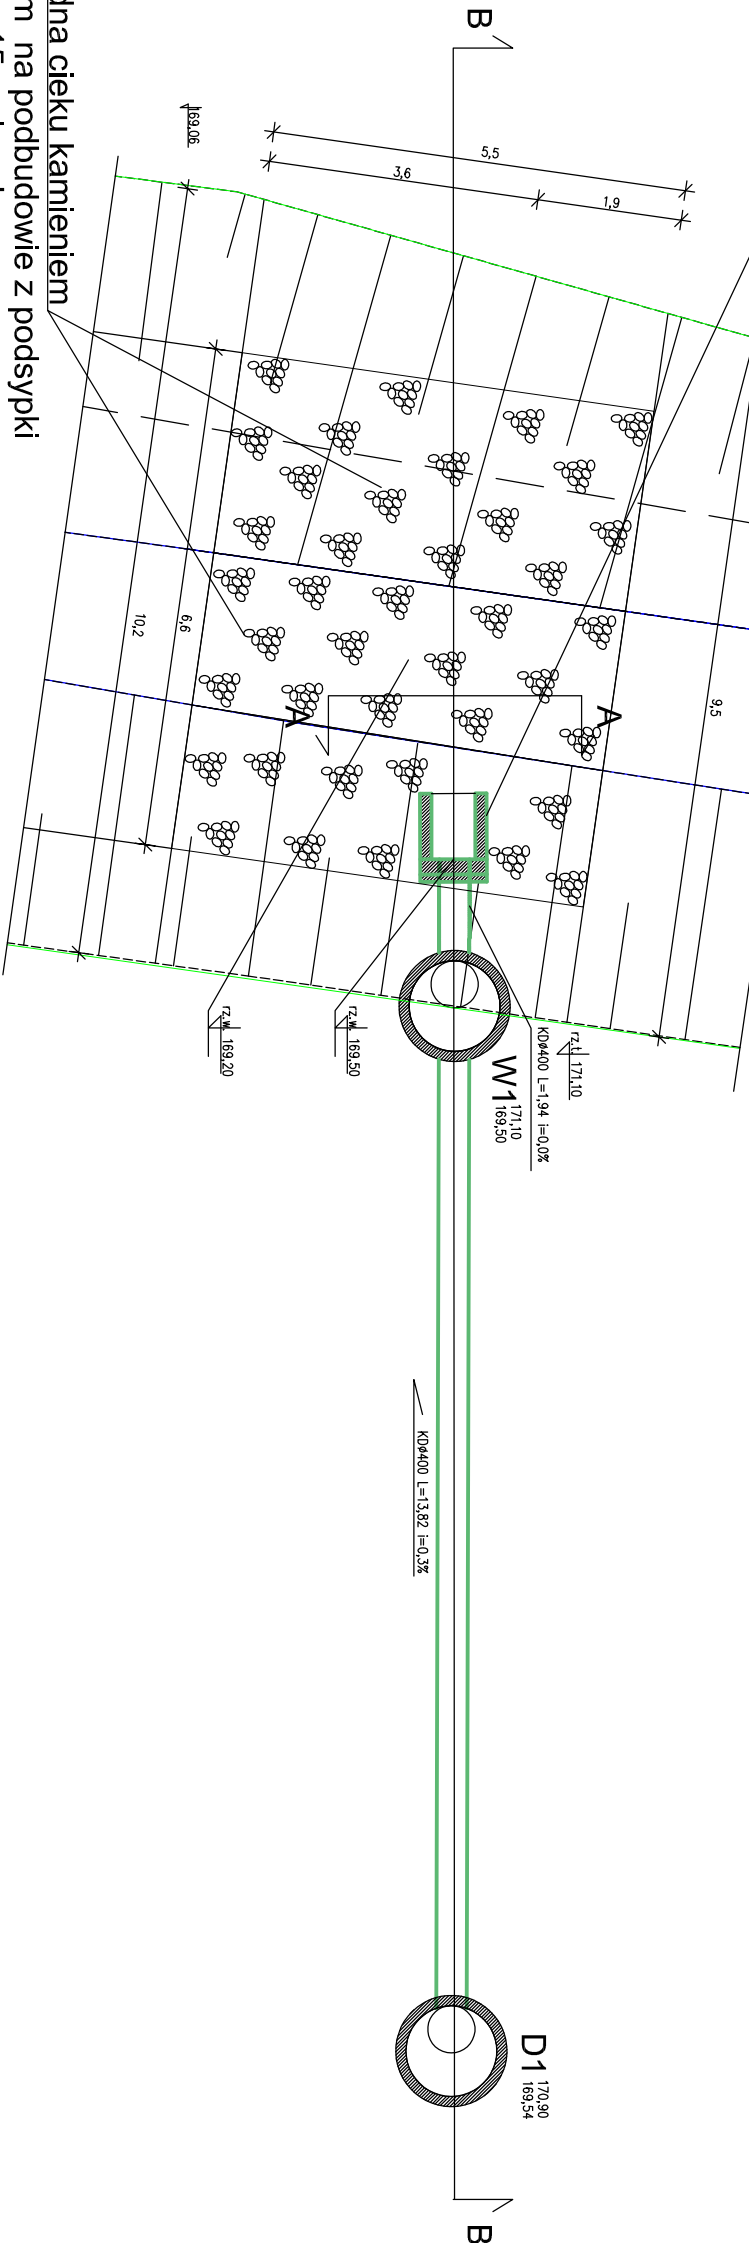 B
dna cieku kamieniem
m na podbudowie z podsypki
169,06
5,5
3,6
1,9
10,2
6,6
9,5
A
A
rz.w. 169,20
rz.w. 169,50
rz.t. 171,10
KDø400 L=1,94 i=0,0%
W1
171,10
169,50
KDø400 L=13,82 i=0,3%
D1
170,90
169,54
B